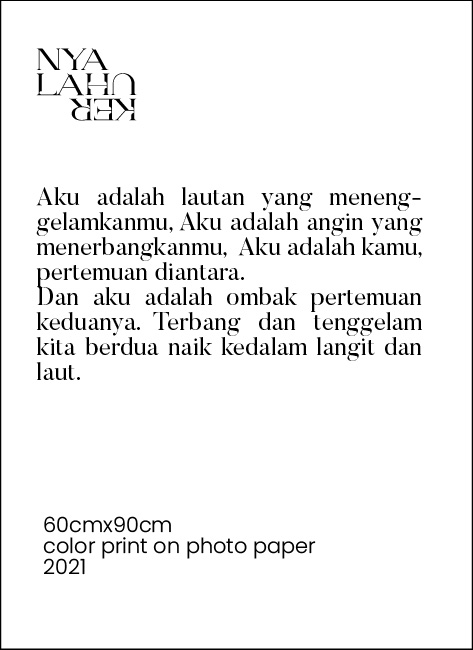 NYA
LAHU
KER
Aku adalah lautan yang meneng-
gelamkanmu, Aku adalah angin yang
menerbangkanmu, Aku adalah kamu,
pertemuan diantara.
Dan aku adalah ombak pertemuan
keduanya. Terbang dan tenggelam
kita berdua naik kedalam langit dan
laut.
60cmx90cm
color print on photo paper
2021